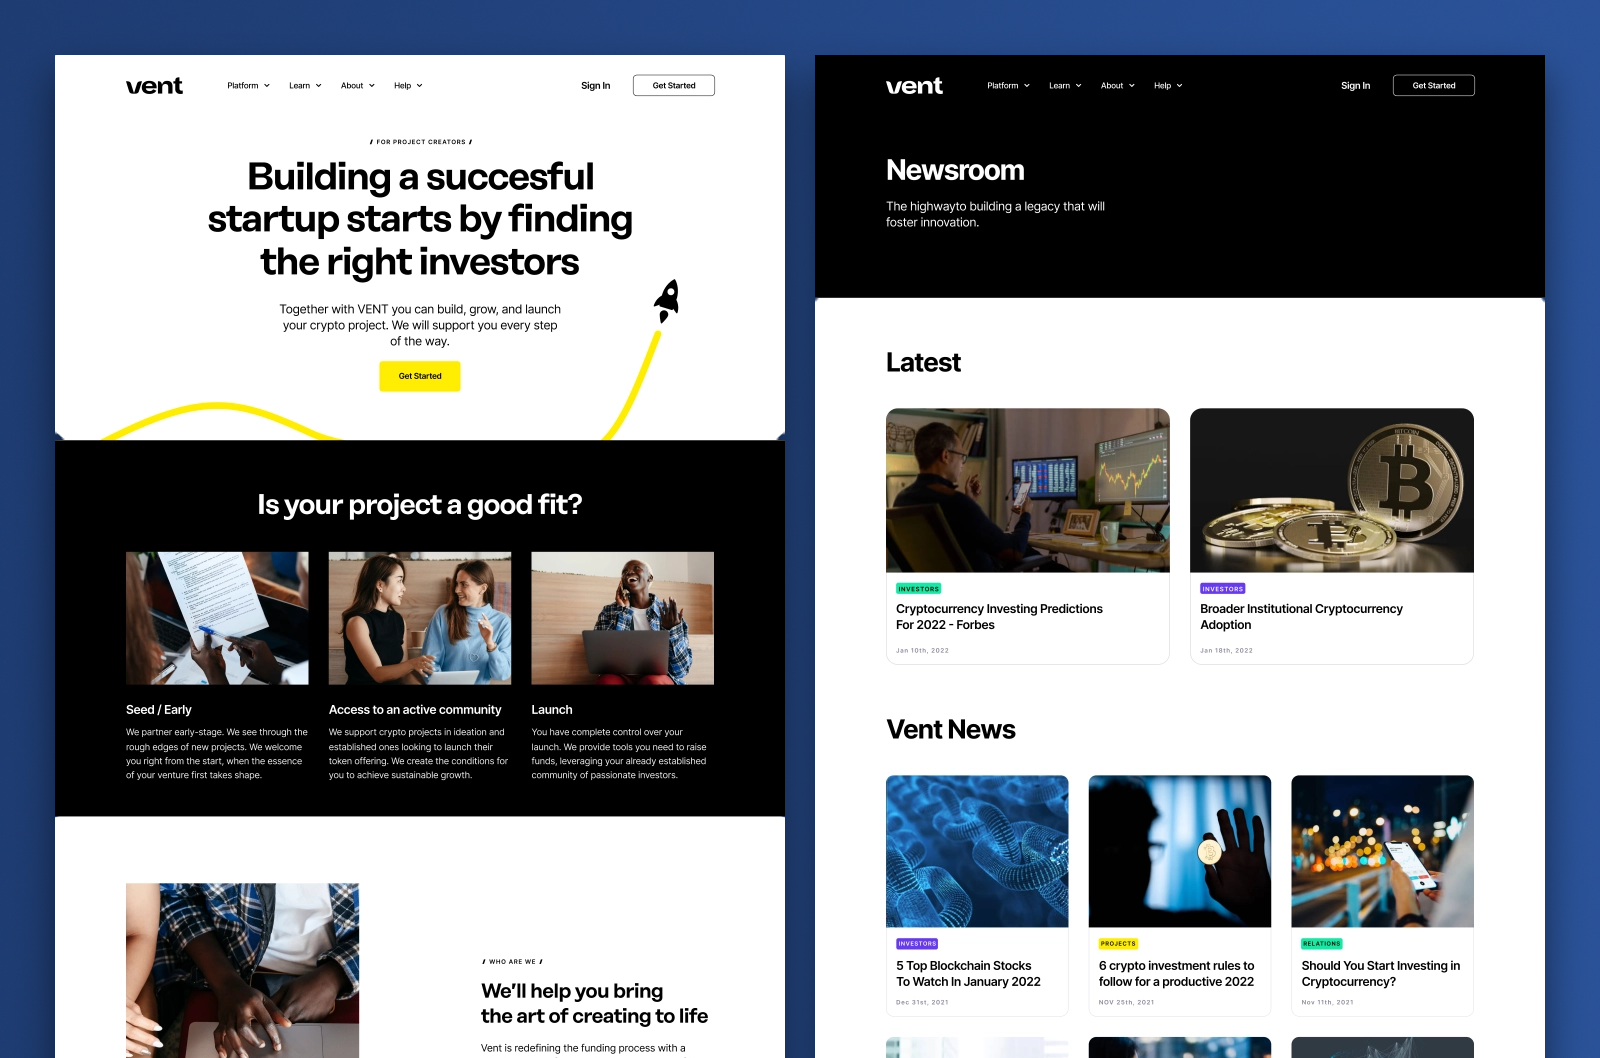 vent
Platform
Learn
About
Help
Sign In
Get Started
FOR PROJECT CREATORS
Building a succesful
startup starts by finding
the right investors
Together with VENT you can build, grow, and launch
your crypto project. We will support you every step
of the way.
Get Started
Is your project a good fit?
Seed / Early
We partner early-stage. We see through the
rough edges of new projects. We welcome
you right from the start, when the essence
of your venture first takes shape.
Access to an active community
We support crypto projects in ideation and
established ones looking to launch their
token offering. We create the conditions for
you to achieve sustainable growth.
Launch
You have complete control over your
launch. We provide tools you need to raise
funds, leveraging your already established
community of passionate investors.
WHO ARE WE
We'll help you bring
the art of creating to life
Vent is redefining the funding process with a
vent
Platform
Learn
About
Help
Sign In
Get Started
Newsroom
The highwayto building a legacy that will
foster innovation.
Latest
INVESTORS
Cryptocurrency Investing Predictions
For 2022 - Forbes
Jan 10th, 2022
BITCOIN
INVESTORS
Broader Institutional Cryptocurrency
Adoption
Jan 18th, 2022
Vent News
INVESTORS
5 Top Blockchain Stocks
To Watch In January 2022
Dec 31st, 2021
PROJECTS
6 crypto investment rules to
follow for a productive 2022
NOV 25th, 2021
RELATIONS
Should You Start Investing in
Cryptocurrency?
Nov 11th, 2021